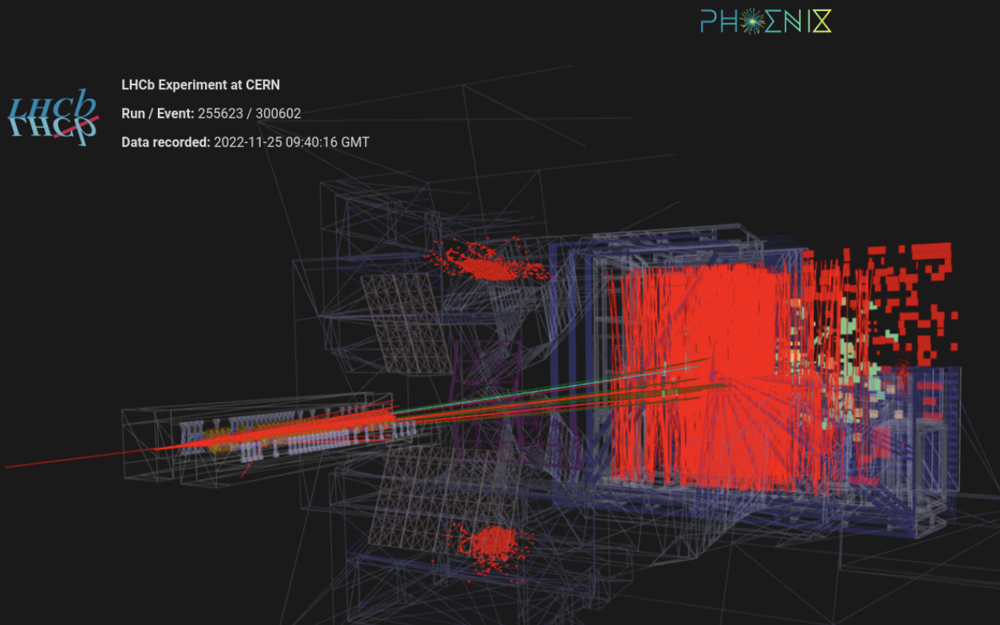 PHOENIX
LHCb
LHCb Experiment at CERN
Run / Event: 255623 / 300602
Data recorded: 2022-11-25 09:40:16 GMT